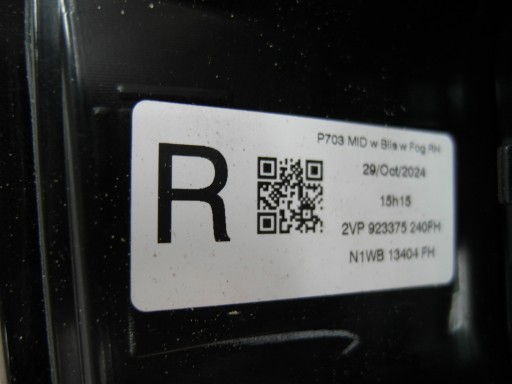 R
P703 MID w Blis w Fog RH
29/Oct/2024
15h15
2VP 923375 240FH
N1WB 13404 FH